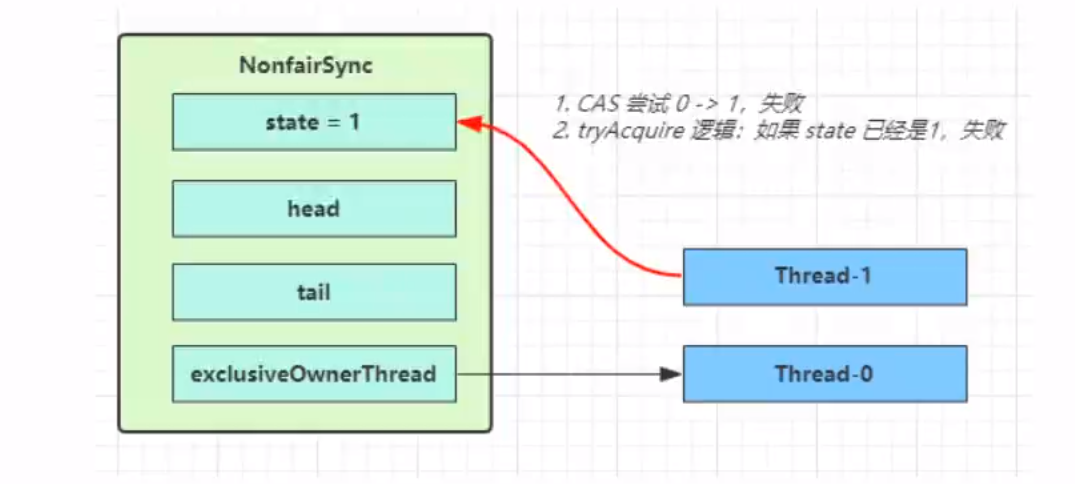 NonfairSync
state = 1
1. CAS 尝试 0 -> 1，失败
2. tryAcquire 逻辑：如果 state 已经是1，失败
head
tail
Thread-1
exclusiveOwnerThread
Thread-0